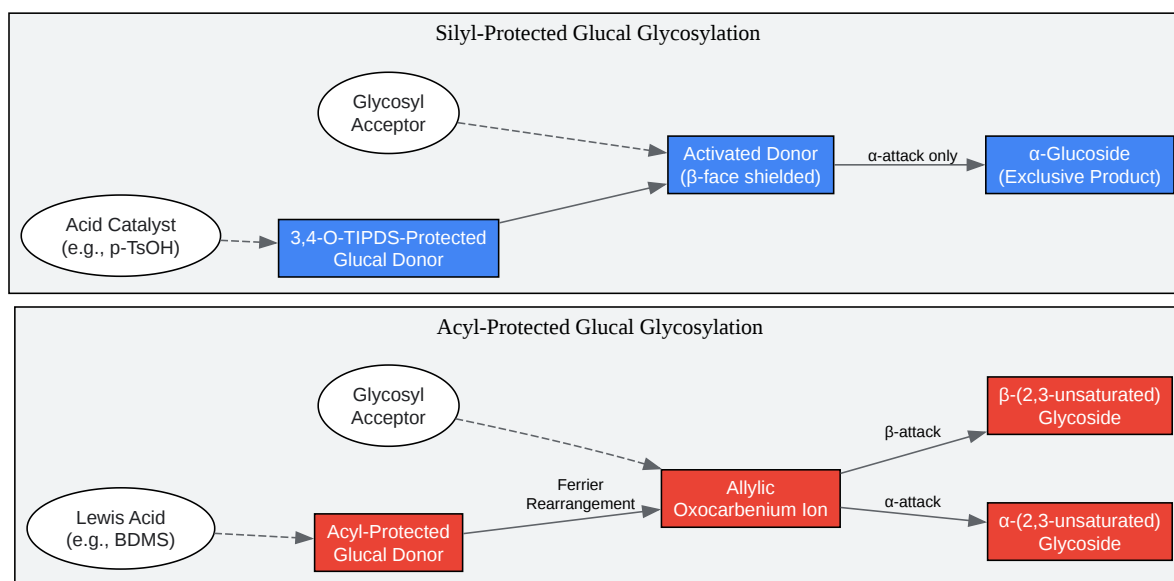 Silyl-Protected Glucal Glycosylation
Glycosyl
Acceptor
Activated Donor
(β-face shielded)
α-attack only
α-Glucoside
(Exclusive Product)
Acid Catalyst
(e.g., p-TsOH)
3,4-O-TIPDS-Protected
Glucal Donor
Acyl-Protected Glucal Glycosylation
Glycosyl
Acceptor
β-(2,3-unsaturated)
Glycoside
β-attack
Ferrier
Rearrangement
Allylic
Oxocarbenium Ion
α-attack
α-(2,3-unsaturated)
Glycoside
Lewis Acid
(e.g., BDMS)
Acyl-Protected
Glucal Donor